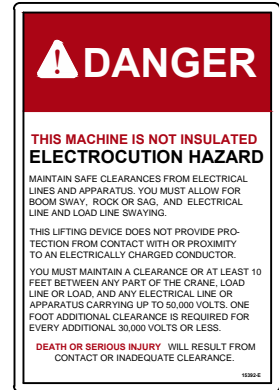 DANGER
THIS MACHINE IS NOT INSULATED
ELECTROCUTION HAZARD
MAINTAIN SAFE CLEARANCES FROM ELECTRICAL
LINES AND APPARATUS. YOU MUST ALLOW FOR
BOOM SWAY, ROCK OR SAG, AND ELECTRICAL
LINE AND LOAD LINE SWAYING.
THIS LIFTING DEVICE DOES NOT PROVIDE PRO-
TECTION FROM CONTACT WITH OR PROXIMITY
TO AN ELECTRICALLY CHARGED CONDUCTOR.
YOU MUST MAINTAIN A CLEARANCE OR AT LEAST 10
FEET BETWEEN ANY PART OF THE CRANE, LOAD
LINE OR LOAD, AND ANY ELECTRICAL LINE OR
APPARATUS CARRYING UP TO 50,000 VOLTS. ONE
FOOT ADDITIONAL CLEARANCE IS REQUIRED FOR
EVERY ADDITIONAL 30,000 VOLTS OR LESS.
DEATH OR SERIOUS INJURY WILL RESULT FROM
CONTACT OR INADEQUATE CLEARANCE.
15392-E